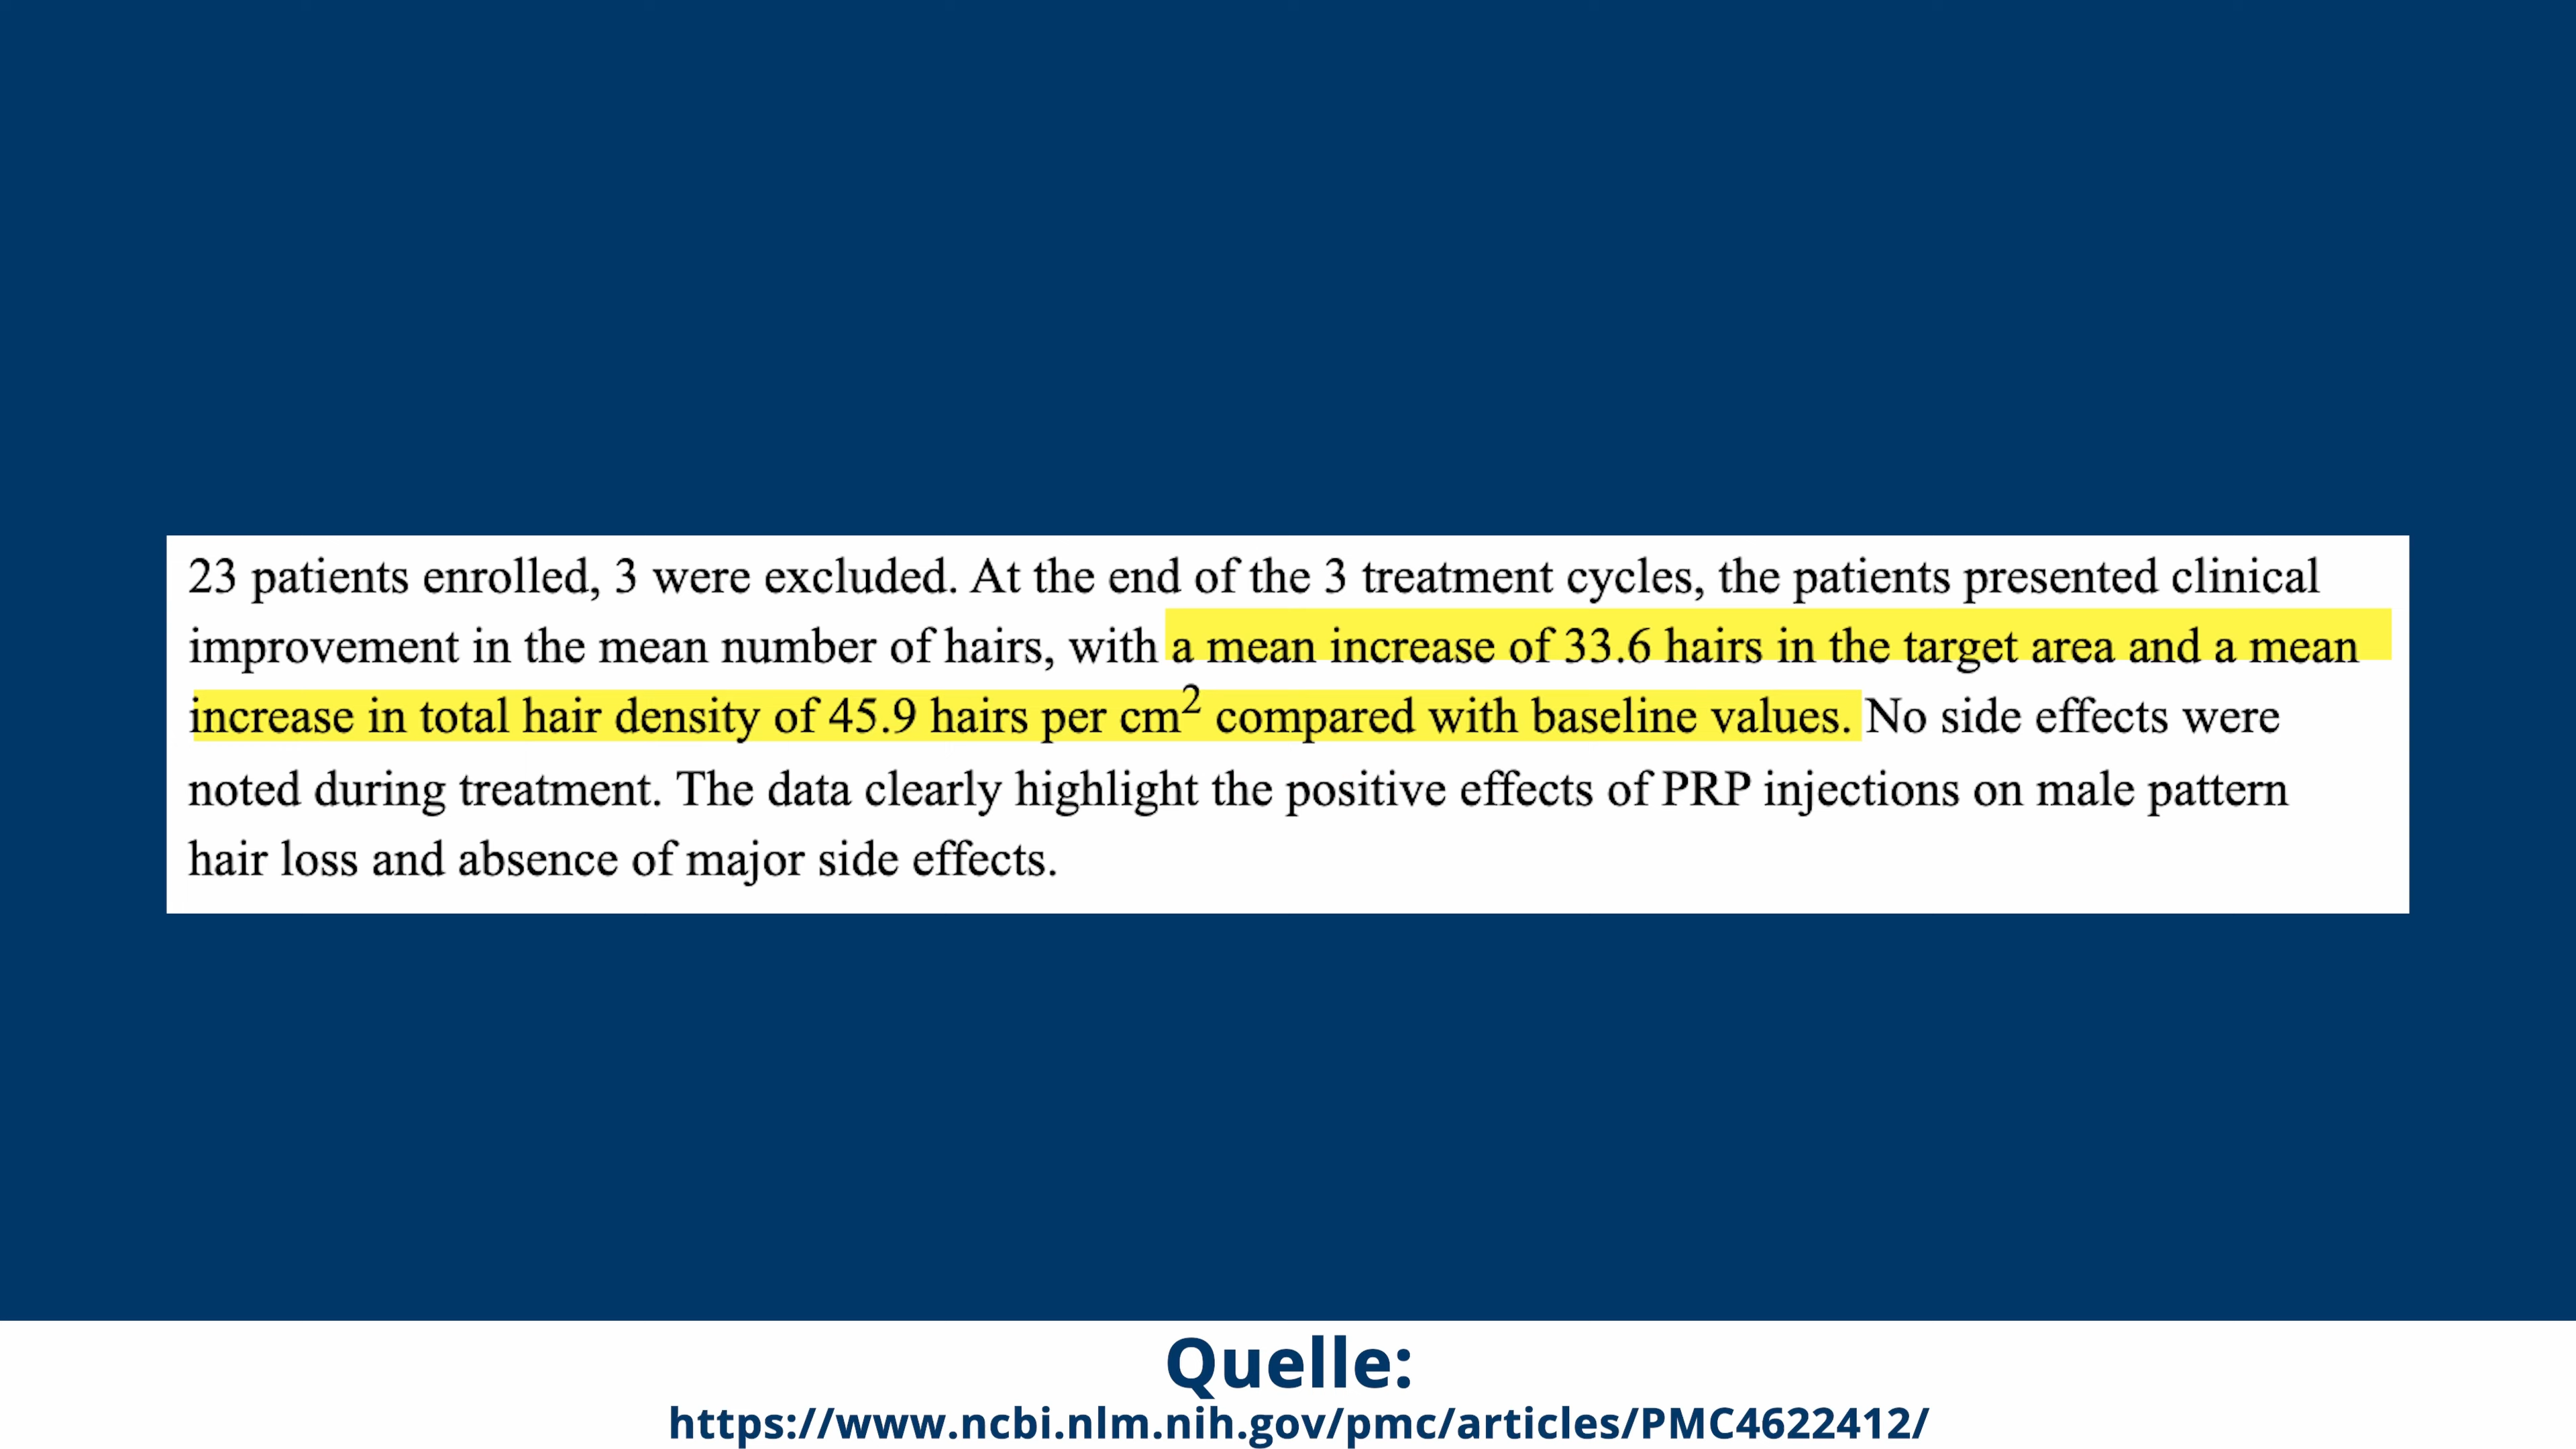 23 patients enrolled, 3 were excluded. At the end of the 3 treatment cycles, the patients presented clinical
improvement in the mean number of hairs, with a mean increase of 33.6 hairs in the target area and a mean
increase in total hair density of 45.9 hairs per cm² compared with baseline values. No side effects were
noted during treatment. The data clearly highlight the positive effects of PRP injections on male pattern
hair loss and absence of major side effects.
Quelle:
https://www.ncbi.nlm.nih.gov/pmc/articles/PMC4622412/